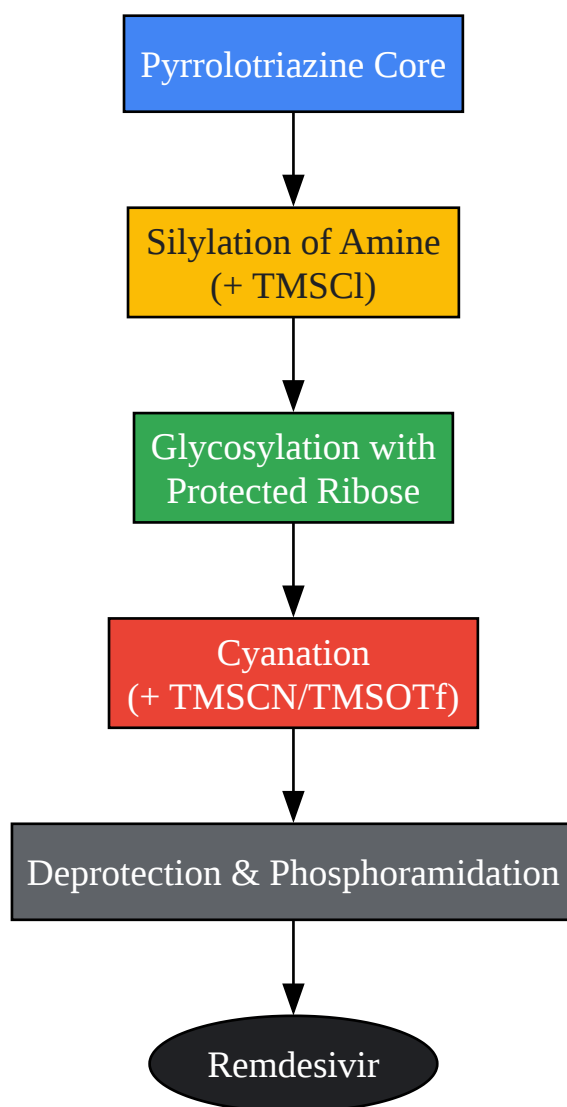 Pyrrolotriazine Core
Silylation of Amine
(+ TMSCl)
Glycosylation with
Protected Ribose
Cyanation
(+ TMSCN/TMSOTf)
Deprotection & Phosphoramidation
Remdesivir